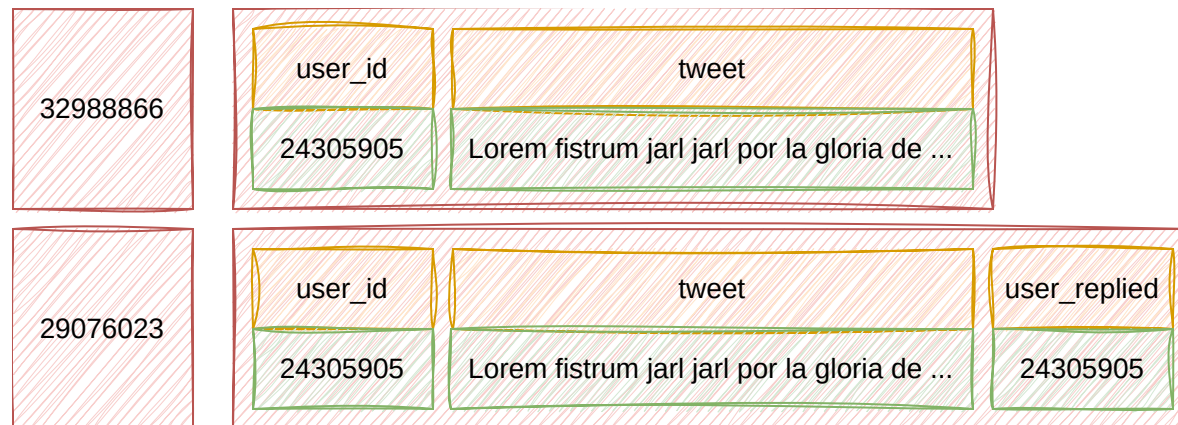 user_id tweet
32988866
24305905 Lorem fistrum jarl jarl por la gloria de ...
user_id tweet user_replied
29076023
24305905 Lorem fistrum jarl jarl por la gloria de ... 24305905